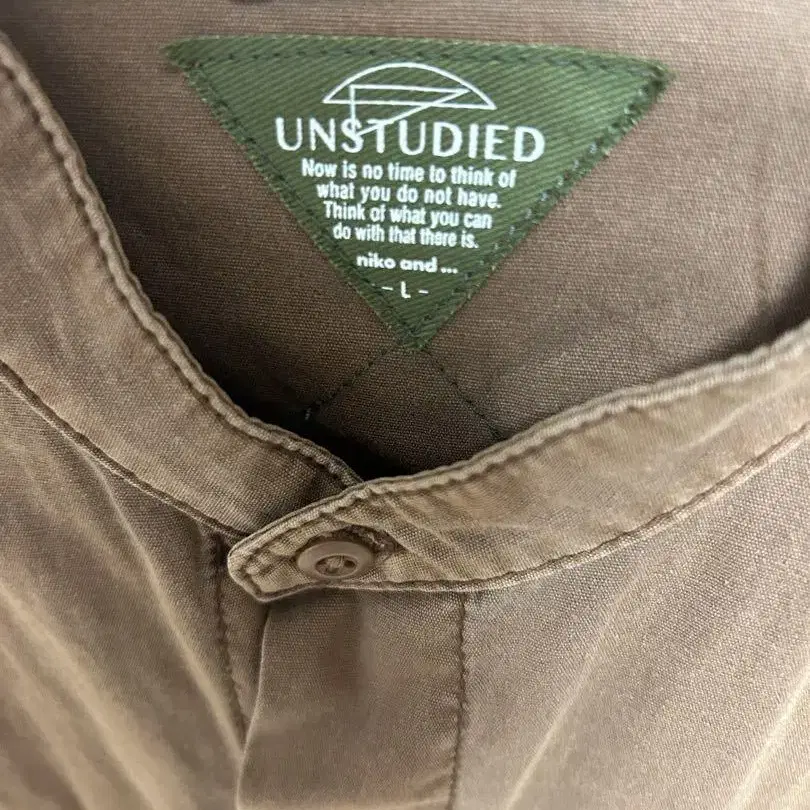 UNSTUDIED
Now is no time to think of
what you do not have.
Think of what you can
do with that there is.
niko and ...
- L -